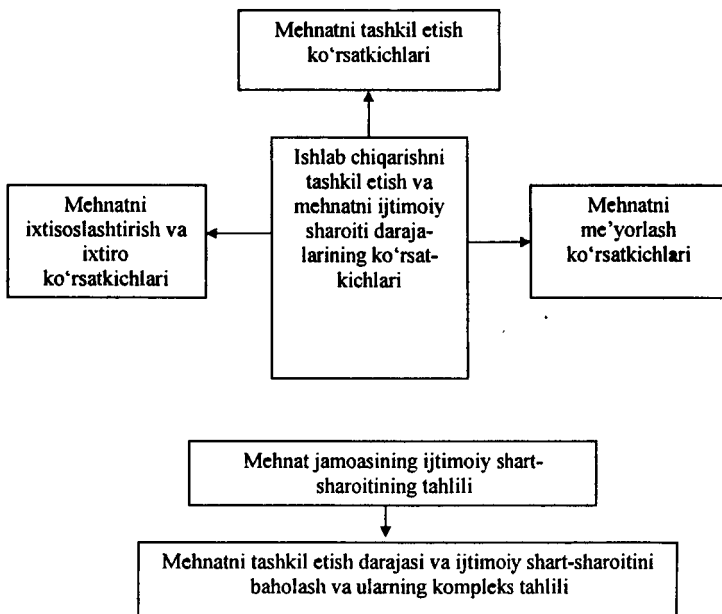 Mehnatni tashkil etish
ko‘rsatkichlari
Mehnatni
ixtisoslashtirish va
ixtiro
ko‘rsatkichlari
Ishlab chiqarishni
tashkil etish va
mehnatni ijtimoiy
sharoiti daraja-
larining ko‘rsat-
kichlari
Mehnatni
me’yorlash
ko‘rsatkichlari
Mehnat jamoasining ijtimoiy shart-
sharoitining tahlili
Mehnatni tashkil etish darajasi va ijtimoiy shart-sharoitini
baholash va ularning kompleks tahlili